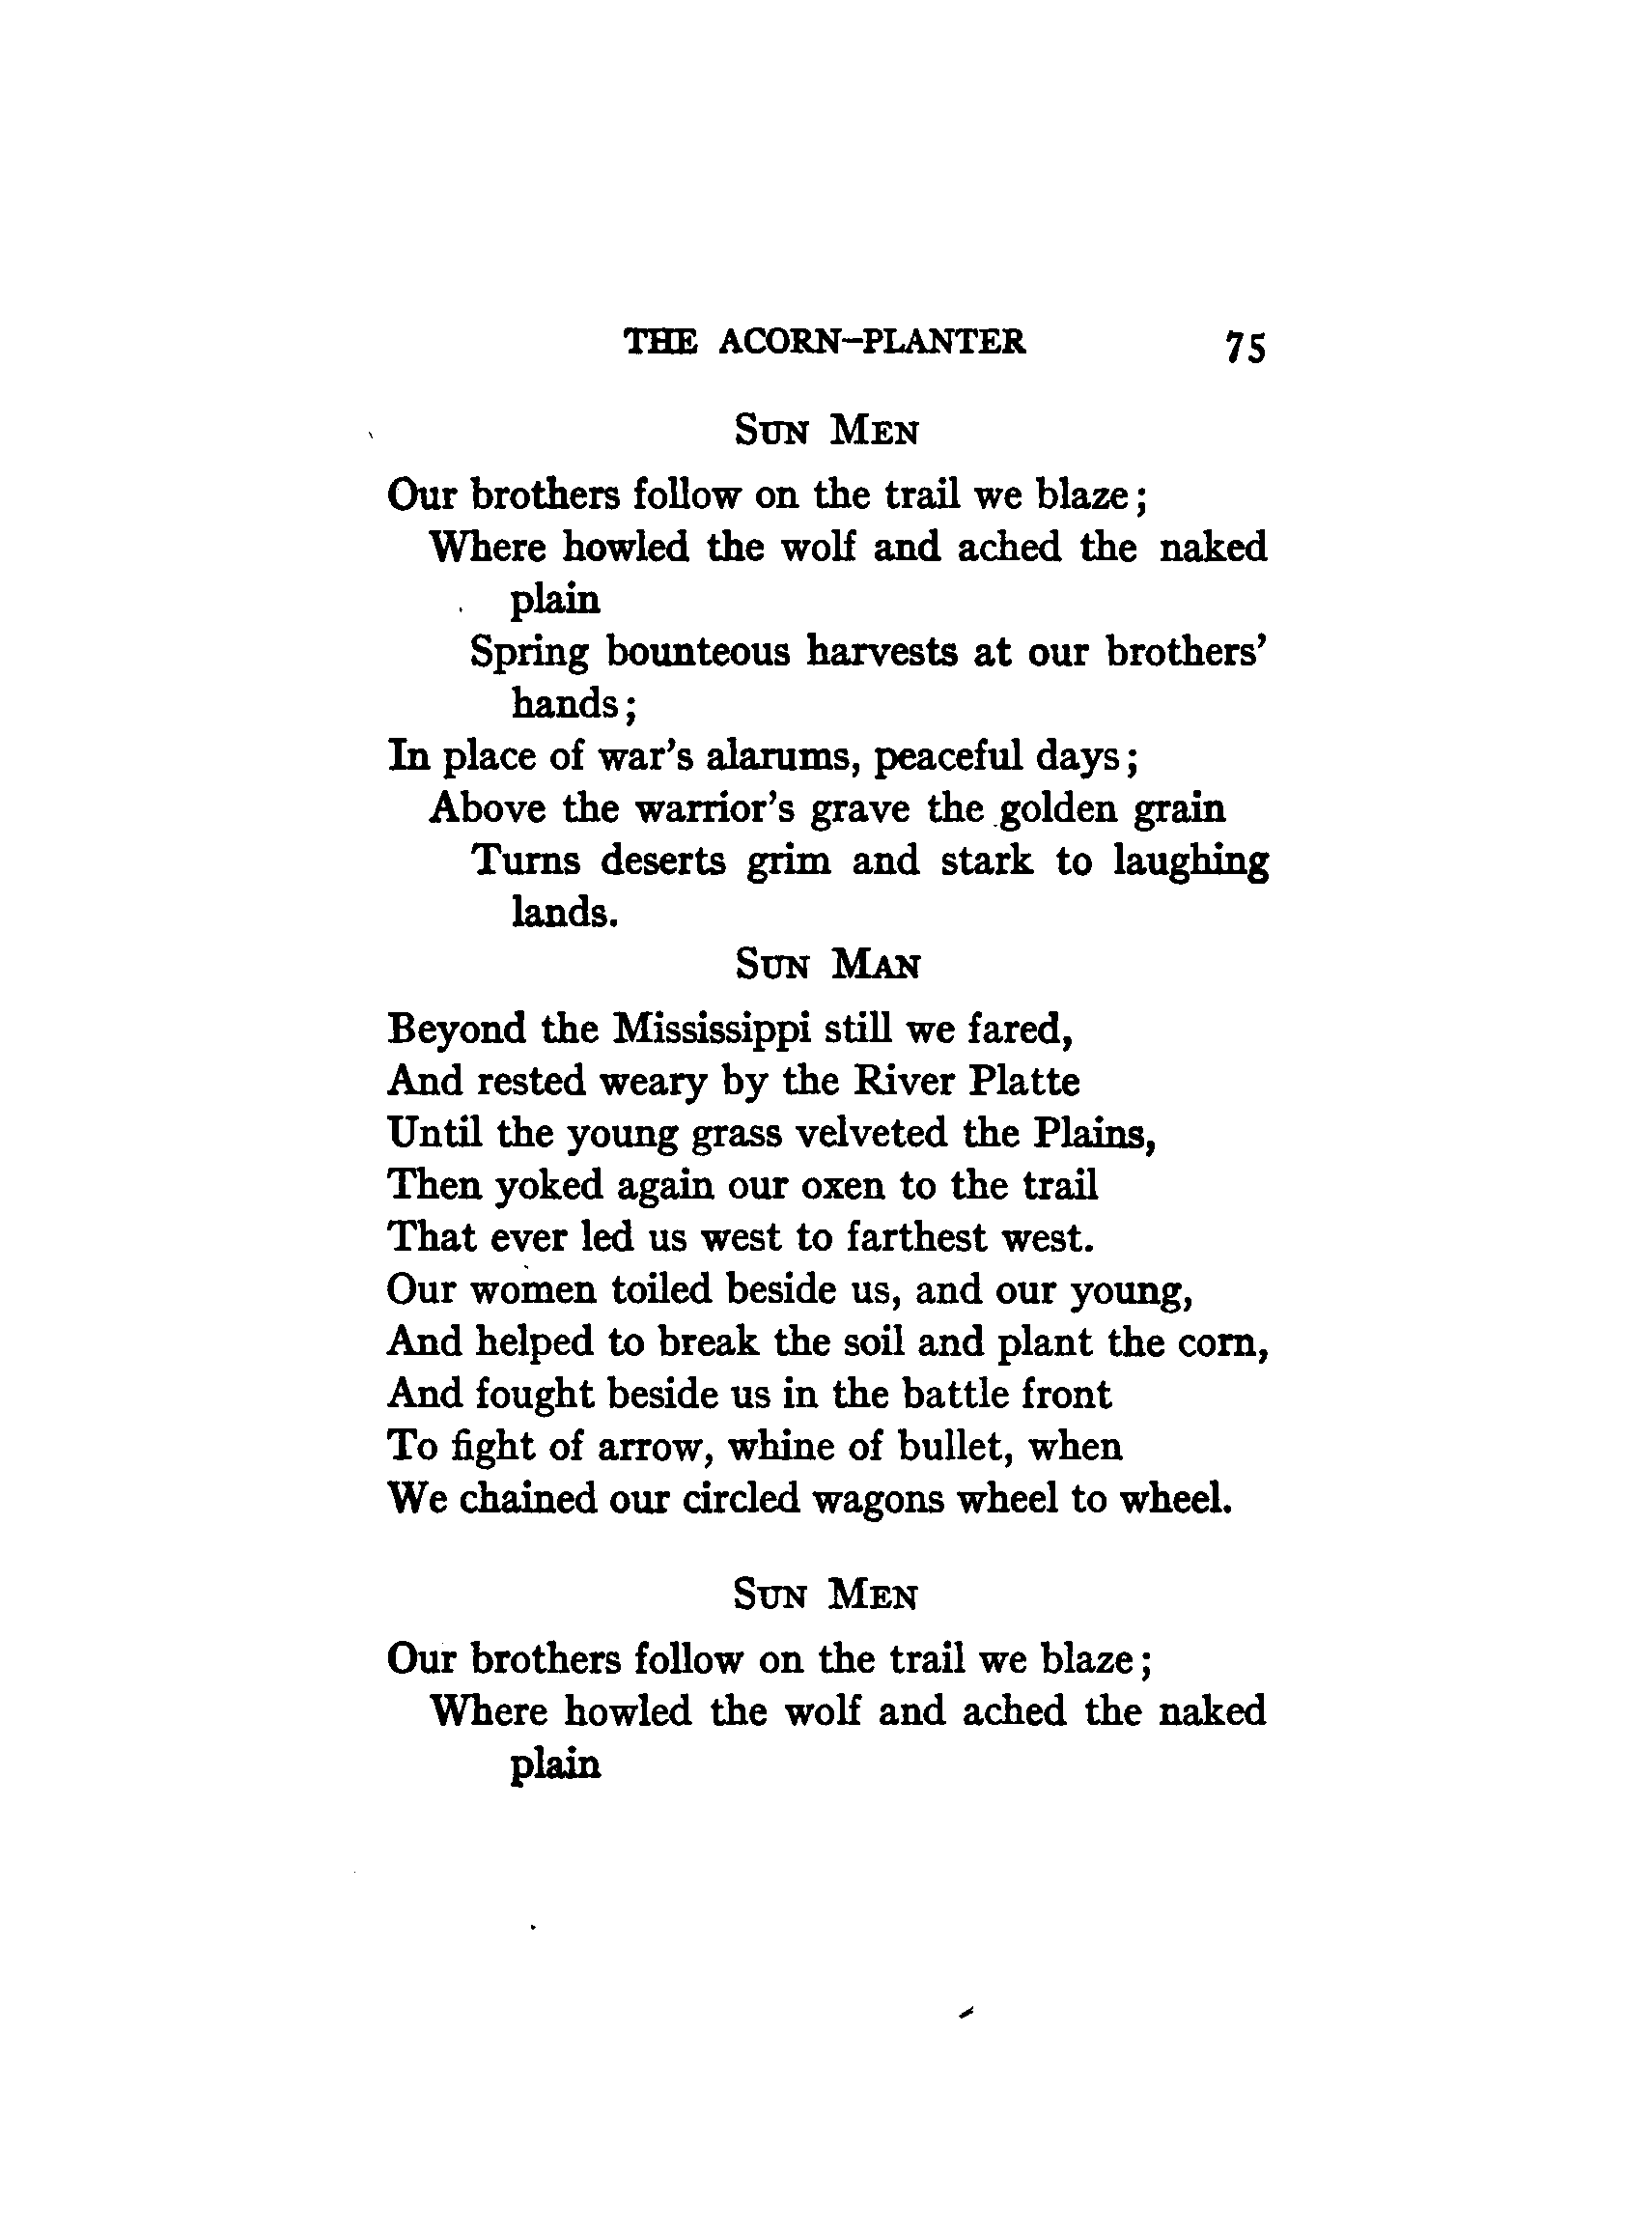 THE ACORN-PLANTER 75
SUN MEN
Our brothers follow on the trail we blaze;
Where howled the wolf and ached the naked
plain
Spring bounteous harvests at our brothers'
hands;
In place of war's alarums, peaceful days;
Above the warrior's grave the golden grain
Turns deserts grim and stark to laughing
lands.
SUN MAN
Beyond the Mississippi still we fared,
And rested weary by the River Platte
Until the young grass velveted the Plains,
Then yoked again our oxen to the trail
That ever led us west to farthest west.
Our women toiled beside us, and our young,
And helped to break the soil and plant the corn,
And fought beside us in the battle front
To fight of arrow, whine of bullet, when
We chained our circled wagons wheel to wheel.
SUN MEN
Our brothers follow on the trail we blaze;
Where howled the wolf and ached the naked
plain